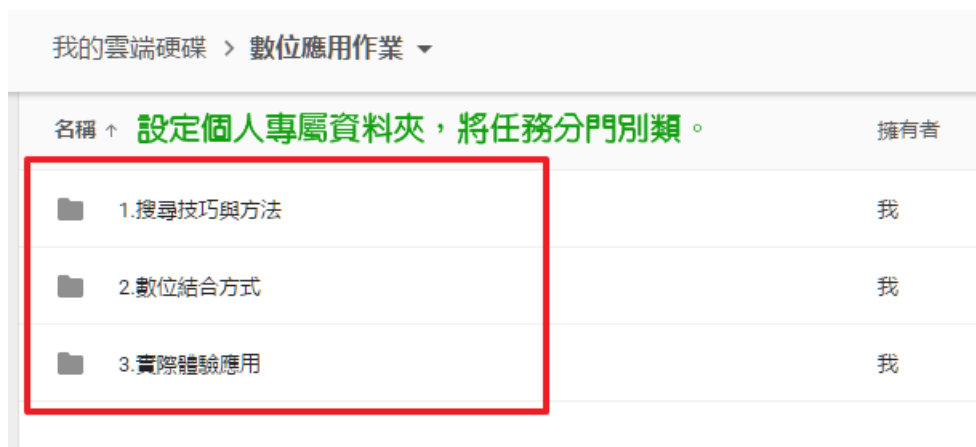 我的雲端硬碟 > 數位應用作業
名稱 ↑ 設定個人專屬資料夾，將任務分門別類。 擁有者
1.搜尋技巧與方法 我
2.數位結合方式 我
3.實際體驗應用 我